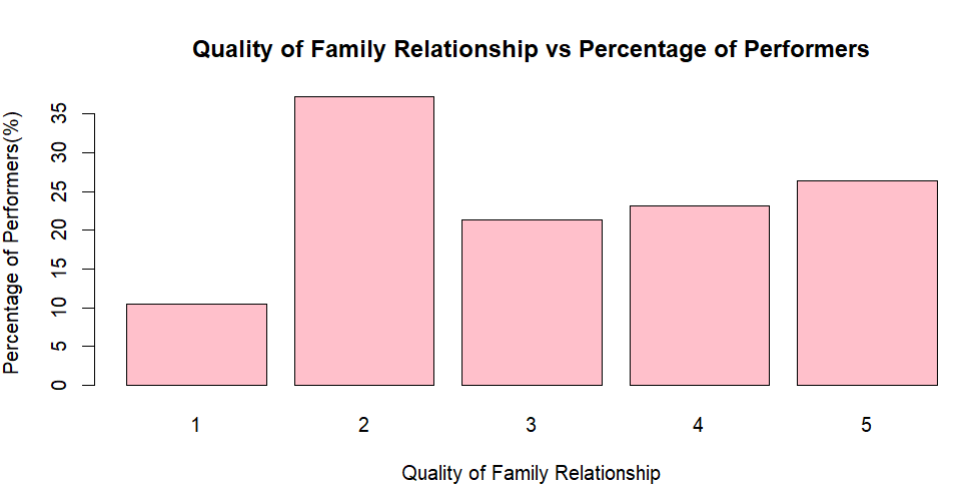 Quality of Family Relationship vs Percentage of Performers
Percentage of Performers(%)
35
30
25
20
15
10
5
0
1 2 3 4 5
Quality of Family Relationship